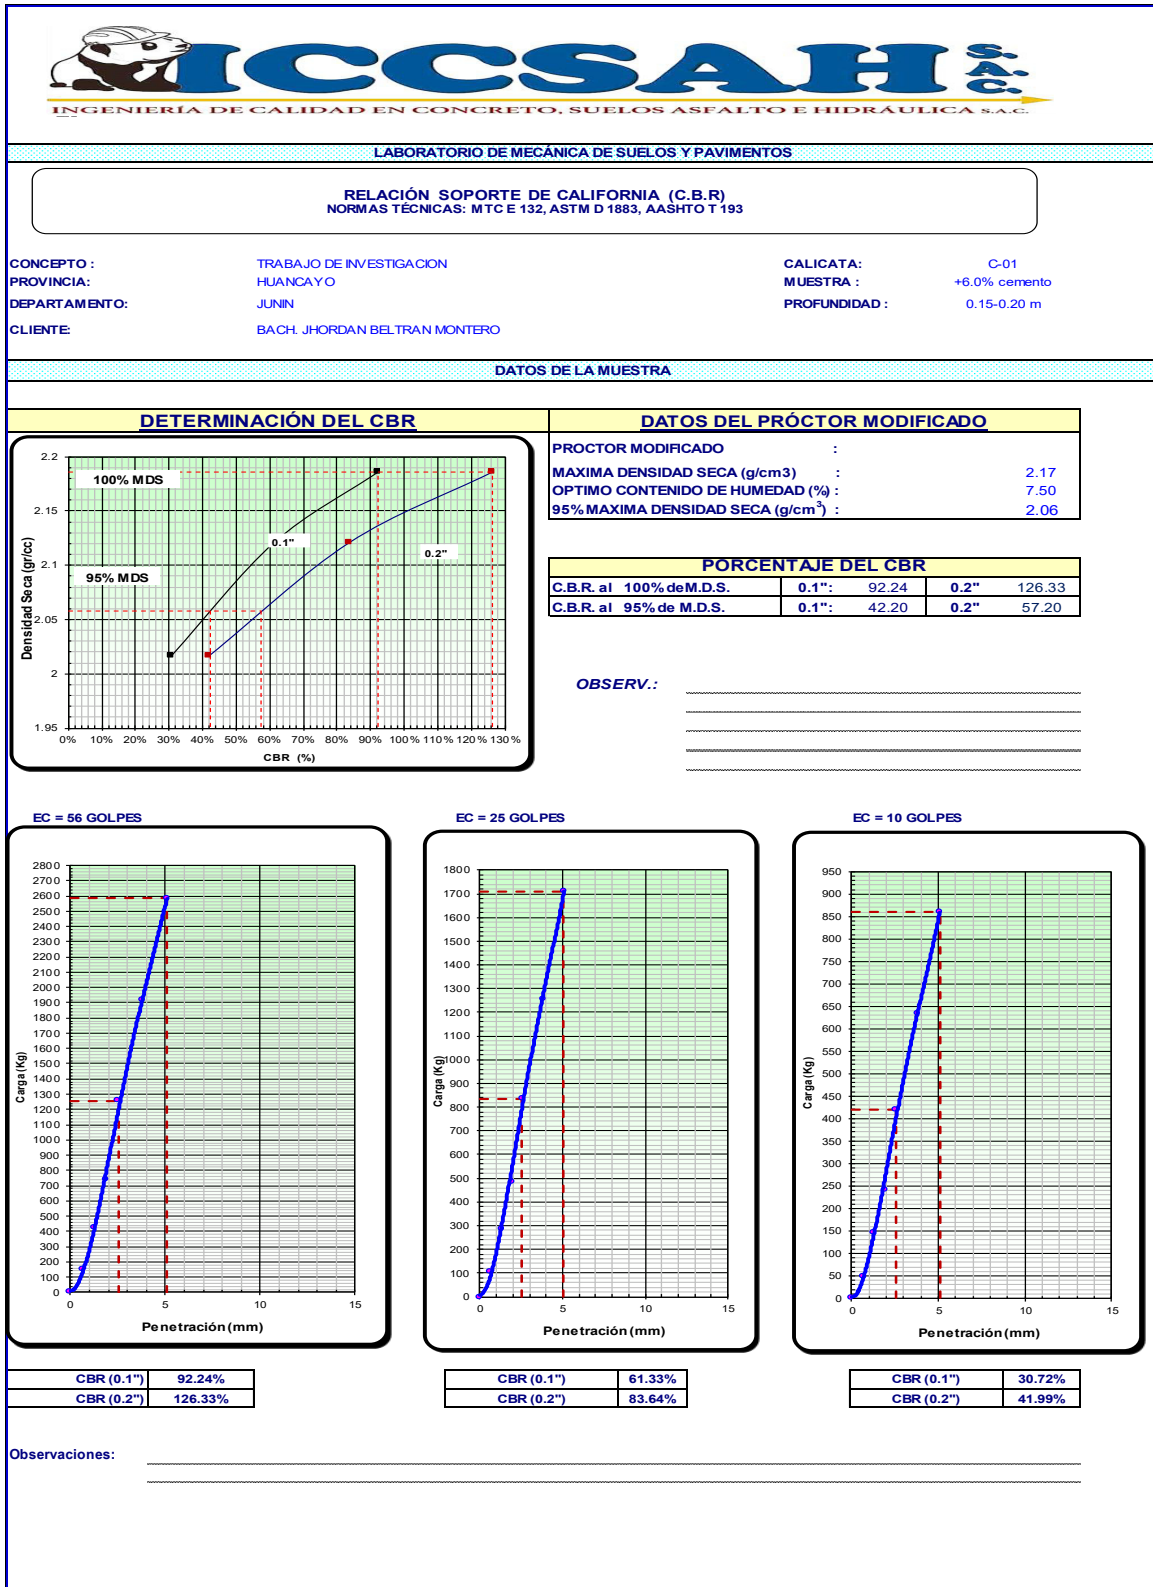 ICCSAH S.A.C.
INGENIERÍA DE CALIDAD EN CONCRETO, SUELOS ASFALTO E HIDRÁULICA S.A.C.
LABORATORIO DE MECÁNICA DE SUELOS Y PAVIMENTOS
RELACIÓN SOPORTE DE CALIFORNIA (C.B.R)
NORMAS TÉCNICAS: MTC E 132, ASTM D 1883, AASHTO T 193
CONCEPTO : TRABAJO DE INVESTIGACION CALICATA: C-01
PROVINCIA: HUANCAYO MUESTRA : +6.0% cemento
DEPARTAMENTO: JUNIN PROFUNDIDAD : 0.15-0.20 m
CLIENTE: BACH. JHORDAN BELTRAN MONTERO
DATOS DE LA MUESTRA
DETERMINACIÓN DEL CBR
2.2
2.15
2.1
2.05
2
1.95
Densidad Seca (gr/cc)
100% MDS
95% MDS
0.1"
0.2"
0% 10% 20% 30% 40% 50% 60% 70% 80% 90% 100% 110% 120% 130%
CBR (%)
DATOS DEL PRÓCTOR MODIFICADO
PROCTOR MODIFICADO :
MAXIMA DENSIDAD SECA (g/cm3) : 2.17
OPTIMO CONTENIDO DE HUMEDAD (%) : 7.50
95% MAXIMA DENSIDAD SECA (g/cm³) : 2.06
PORCENTAJE DEL CBR
C.B.R. al 100% de M.D.S. 0.1": 92.24 0.2" 126.33
C.B.R. al 95% de M.D.S. 0.1": 42.20 0.2" 57.20
OBSERV.:
EC = 56 GOLPES
2800
2700
2600
2500
2400
2300
2200
2100
2000
1900
1800
1700
1600
1500
1400
1300
1200
1100
1000
900
800
700
600
500
400
300
200
100
0
Carga (Kg)
0 5 10 15
Penetración (mm)
CBR (0.1") 92.24%
CBR (0.2") 126.33%
EC = 25 GOLPES
1800
1700
1600
1500
1400
1300
1200
1100
1000
900
800
700
600
500
400
300
200
100
0
Carga (Kg)
0 5 10 15
Penetración (mm)
CBR (0.1") 61.33%
CBR (0.2") 83.64%
EC = 10 GOLPES
950
900
850
800
750
700
650
600
550
500
450
400
350
300
250
200
150
100
50
0
Carga (Kg)
0 5 10 15
Penetración (mm)
CBR (0.1") 30.72%
CBR (0.2") 41.99%
Observaciones: